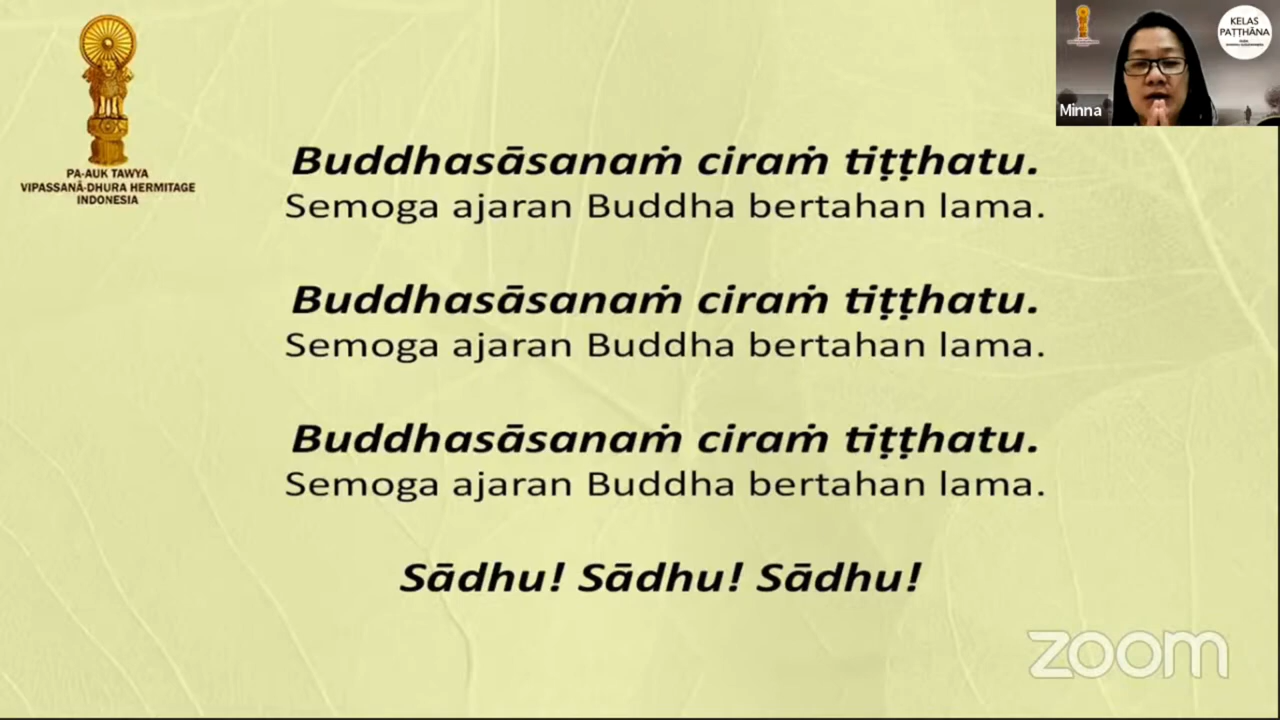 PA-AUK TAWYA
VIPASSANĀ-DHURA HERMITAGE
INDONESIA
KELAS
PAṬṬHĀNA
Minna
Buddhasāsanaṁ ciraṁ tiṭṭhatu.
Semoga ajaran Buddha bertahan lama.
Buddhasāsanaṁ ciraṁ tiṭṭhatu.
Semoga ajaran Buddha bertahan lama.
Buddhasāsanaṁ ciraṁ tiṭṭhatu.
Semoga ajaran Buddha bertahan lama.
Sādhu! Sādhu! Sādhu!
zoom